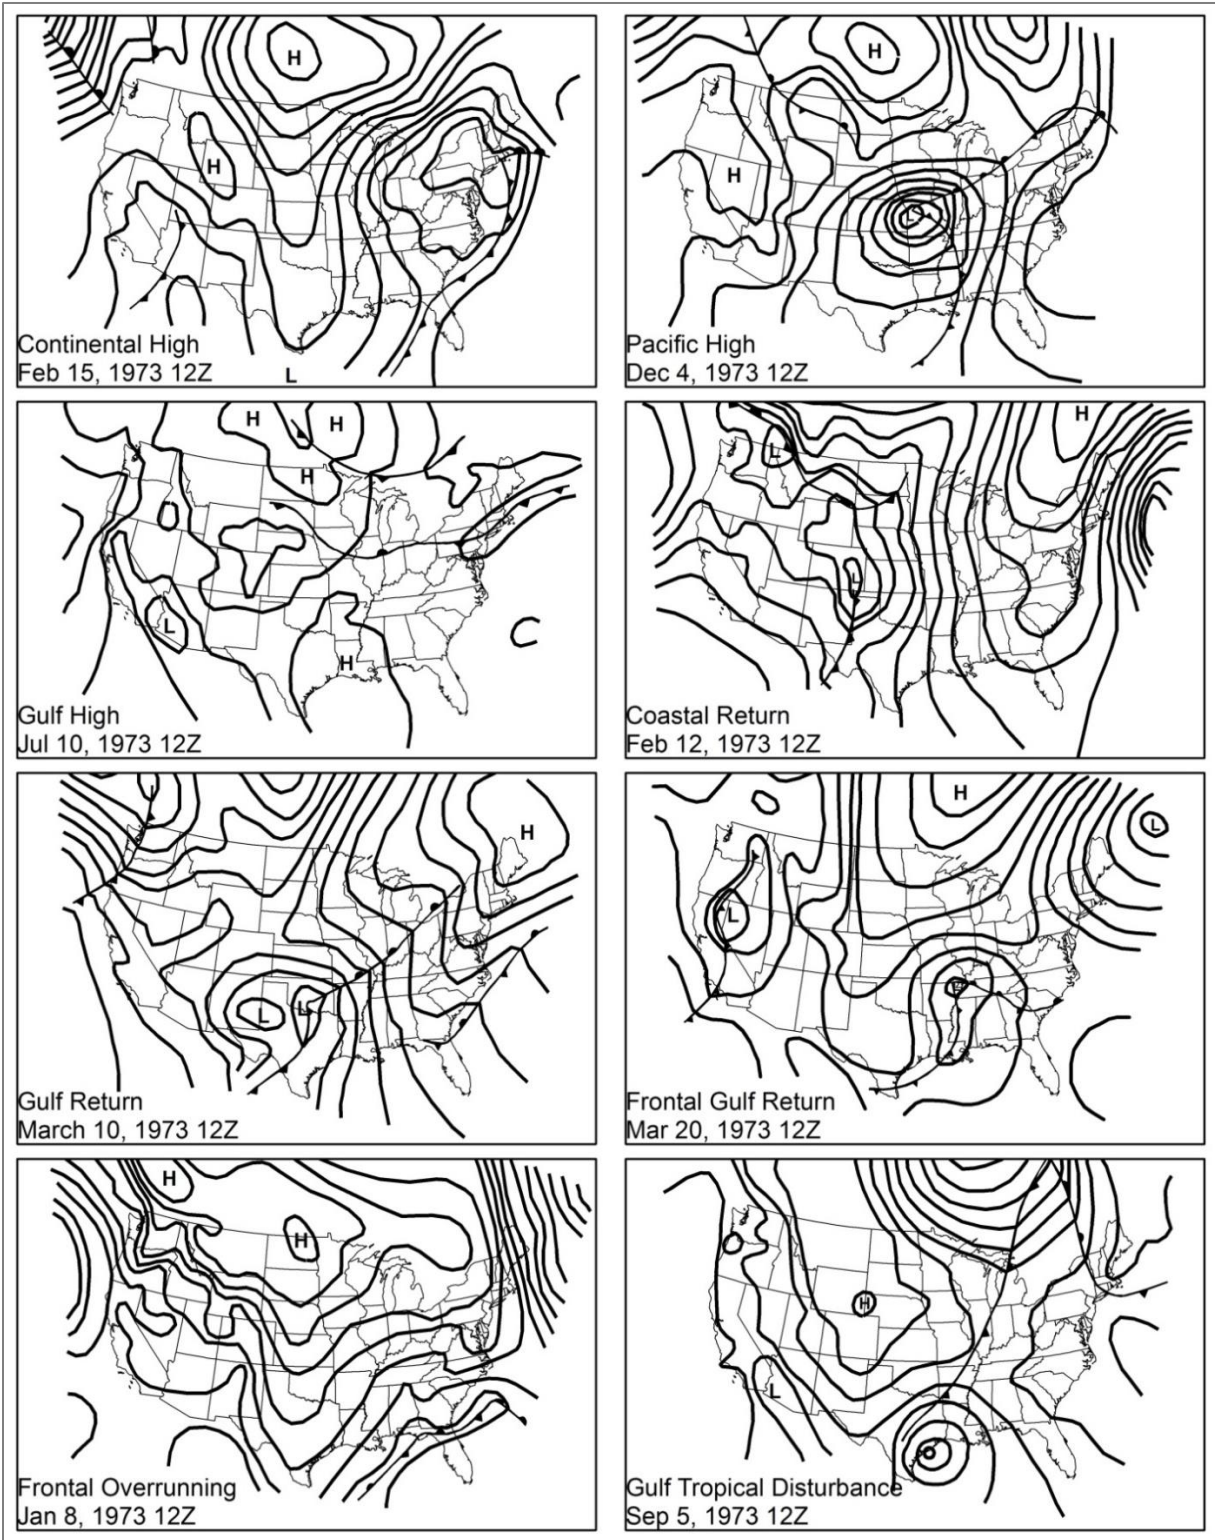 H
H
Continental High
Feb 15, 1973 12Z
L
H
H
L
Pacific High
Dec 4, 1973 12Z
H
H
H
L
H
Gulf High
Jul 10, 1973 12Z
H
L
L
Coastal Return
Feb 12, 1973 12Z
L
H
L
L
Gulf Return
March 10, 1973 12Z
H
L
L
L
Frontal Gulf Return
Mar 20, 1973 12Z
H
H
Frontal Overrunning
Jan 8, 1973 12Z
H
L
Gulf Tropical Disturbance
Sep 5, 1973 12Z